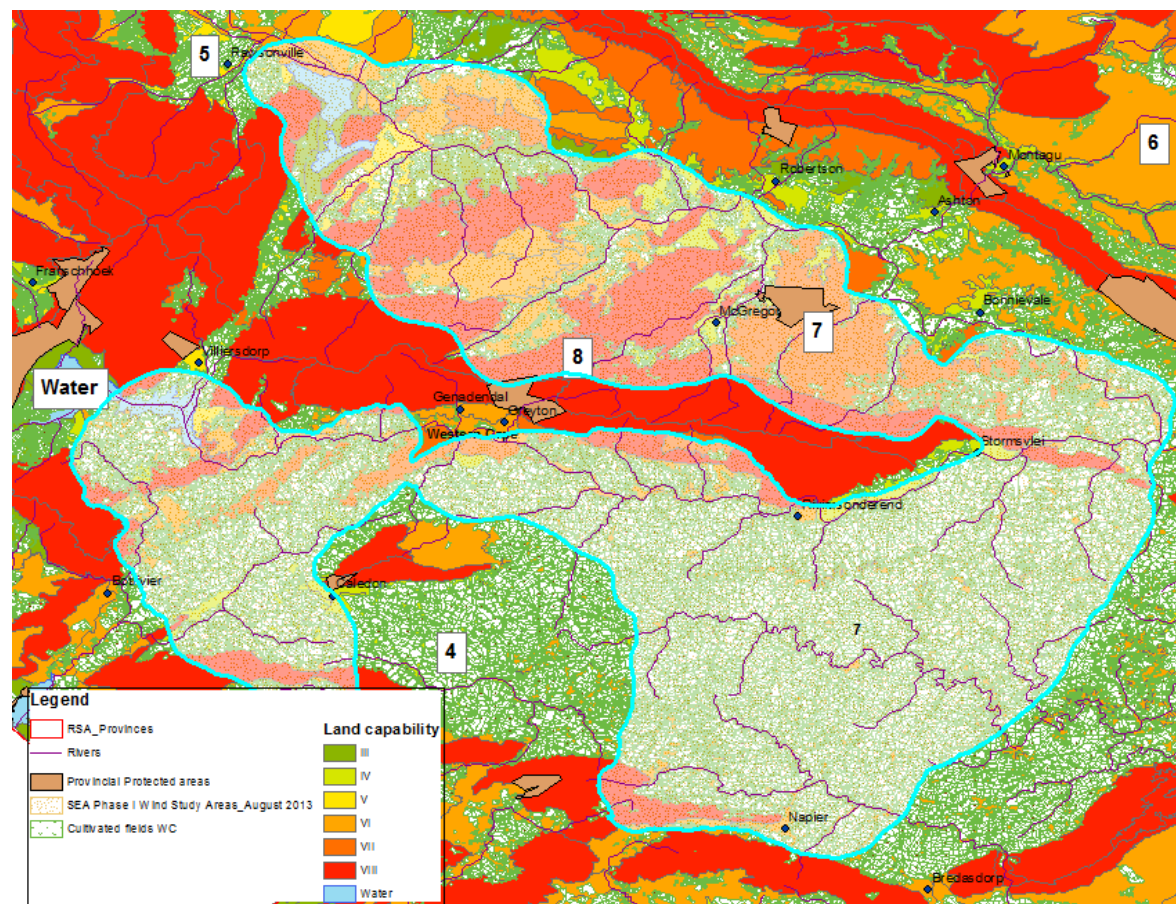 5
Rawsonville
6
Montagu
Robertson
Ashton
Franschhoek
Bonnievale
McGregor
7
Villiersdorp
8
Water
Genadendal
Greyton
Stormsvlei
Riviersonderend
Botrivier
Caledon
7
4
Legend
RSA_Provinces
Rivers
Provincial Protected areas
SEA Phase I Wind Study Areas_August 2013
Cultivated fields WC
Land capability
III
IV
V
VI
VII
VIII
Water
Napier
Bredasdorp